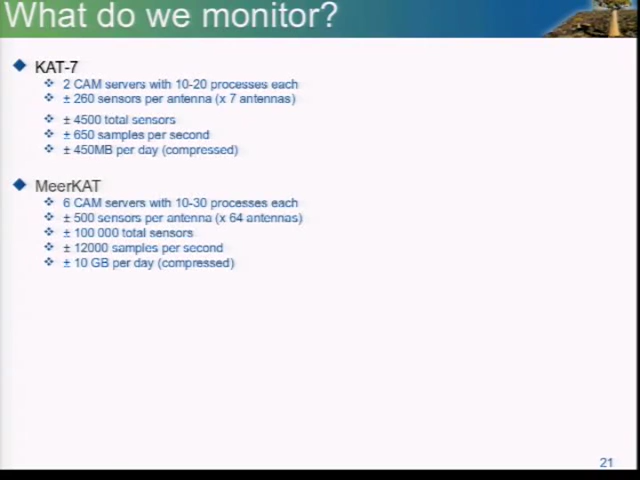 What do we monitor?
KAT-7
2 CAM servers with 10-20 processes each
± 260 sensors per antenna (x 7 antennas)
± 4500 total sensors
± 650 samples per second
± 450MB per day (compressed)
MeerKAT
6 CAM servers with 10-30 processes each
± 500 sensors per antenna (x 64 antennas)
± 100 000 total sensors
± 12000 samples per second
± 10 GB per day (compressed)
21